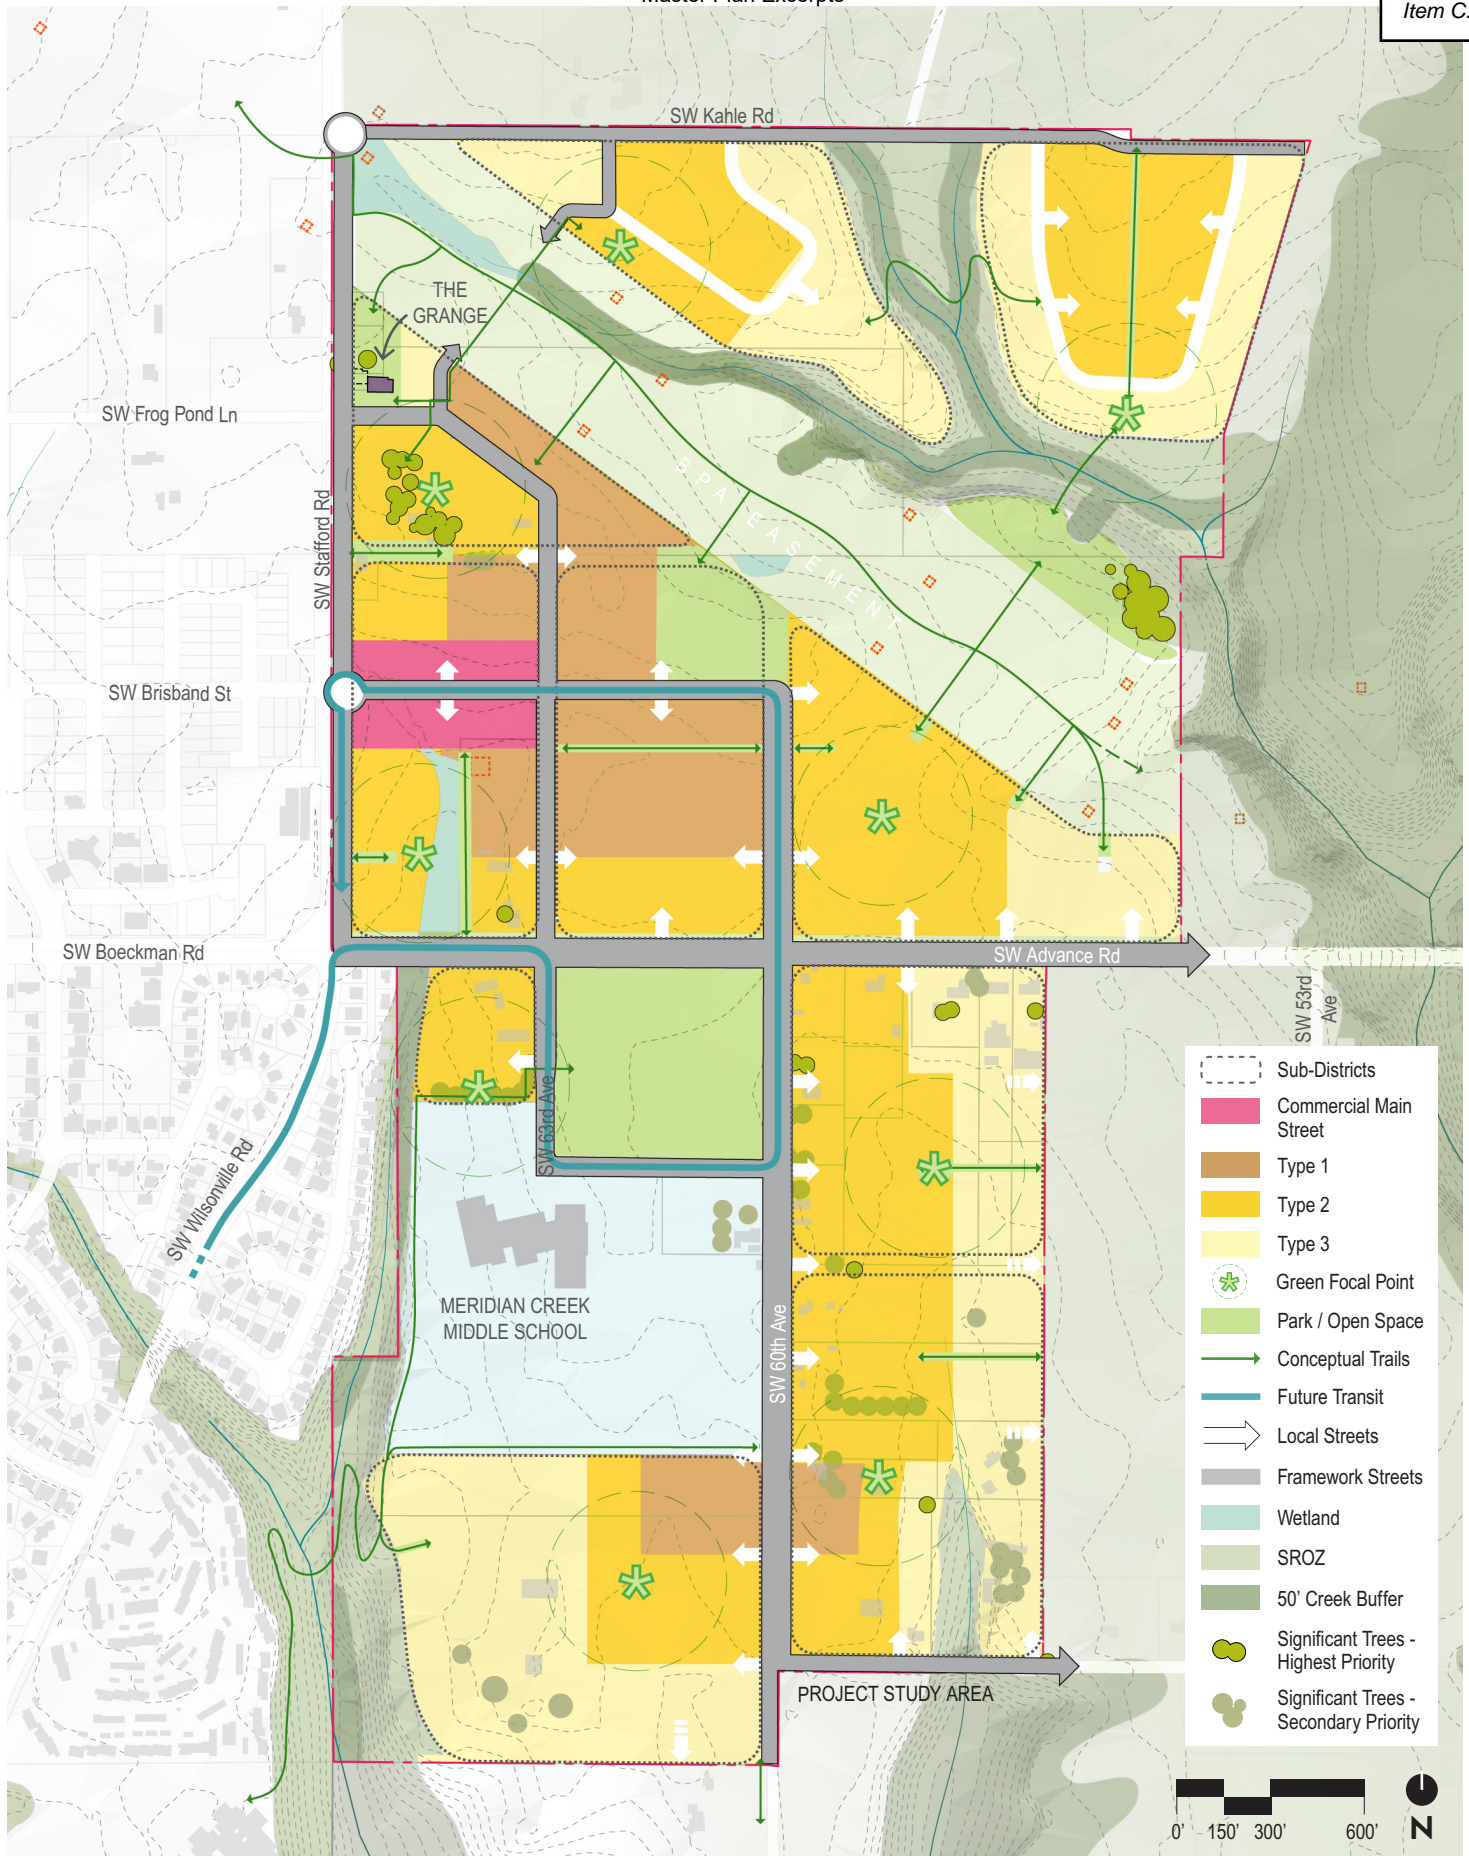 Master Plan Excerpts
Item C.
SW Kahle Rd
THE
GRANGE
SW Frog Pond Ln
SW Stafford Rd
BPA EASEMENT
SW Brisband St
SW Boeckman Rd
SW Advance Rd
SW 53rd
Ave
SW 63rd Ave
SW Wilsonville Rd
MERIDIAN CREEK
MIDDLE SCHOOL
SW 60th Ave
PROJECT STUDY AREA
Sub-Districts
Commercial Main
Street
Type 1
Type 2
Type 3
Green Focal Point
Park / Open Space
Conceptual Trails
Future Transit
Local Streets
Framework Streets
Wetland
SROZ
50' Creek Buffer
Significant Trees -
Highest Priority
Significant Trees -
Secondary Priority
0' 150' 300' 600'
N